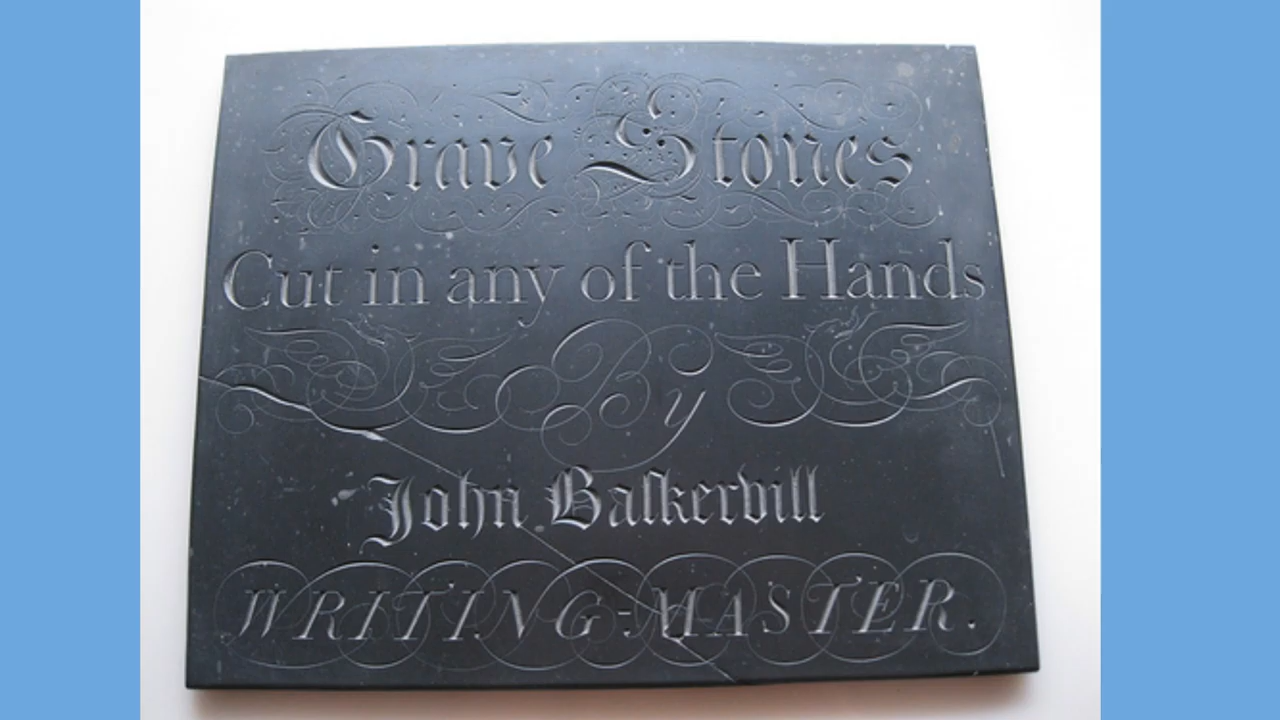 Grave Stones
Cut in any of the Hands
By
John Baſkervill
WRITING-MASTER.